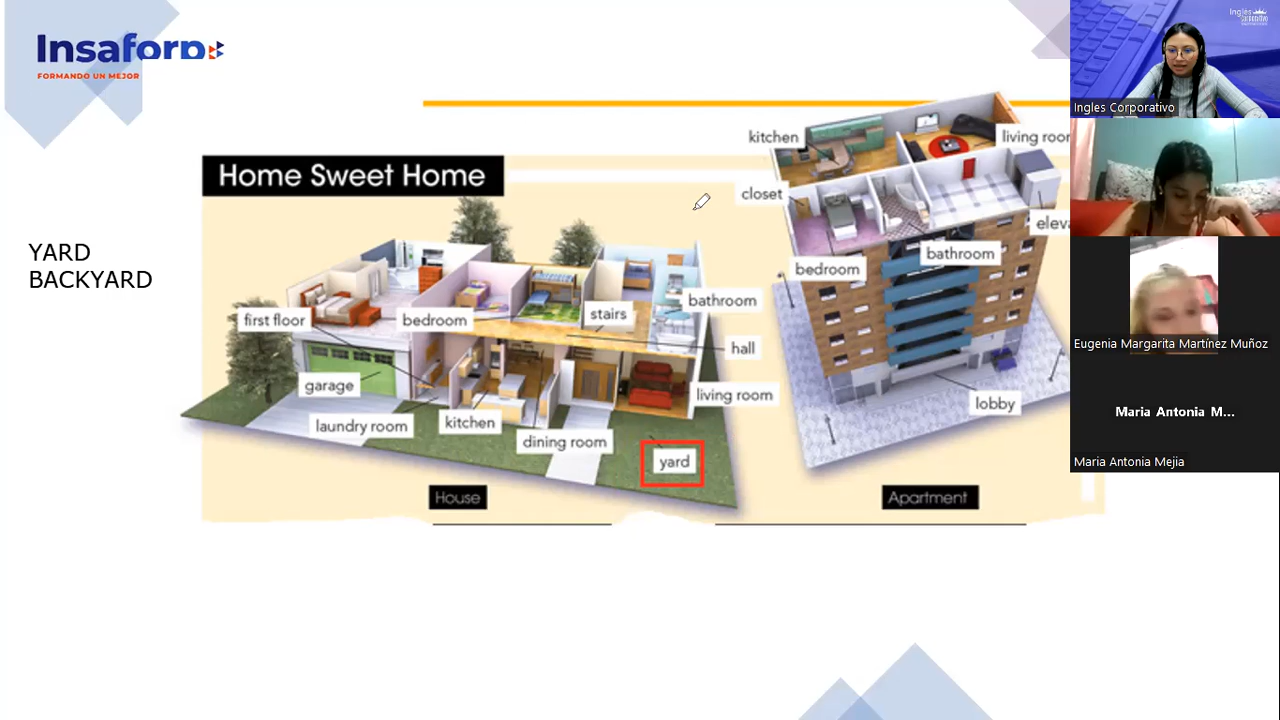 Insaforp
FORMANDO UN MEJOR
Ingles
Ingles Corporativo
Home Sweet Home
kitchen
living room
closet
YARD
BACKYARD
bathroom
bedroom
bathroom
first floor
bedroom
stairs
hall
garage
living room
lobby
laundry room
kitchen
dining room
yard
House
Apartment
Eugenia Margarita Martínez Muñoz
Maria Antonia M...
Maria Antonia Mejia